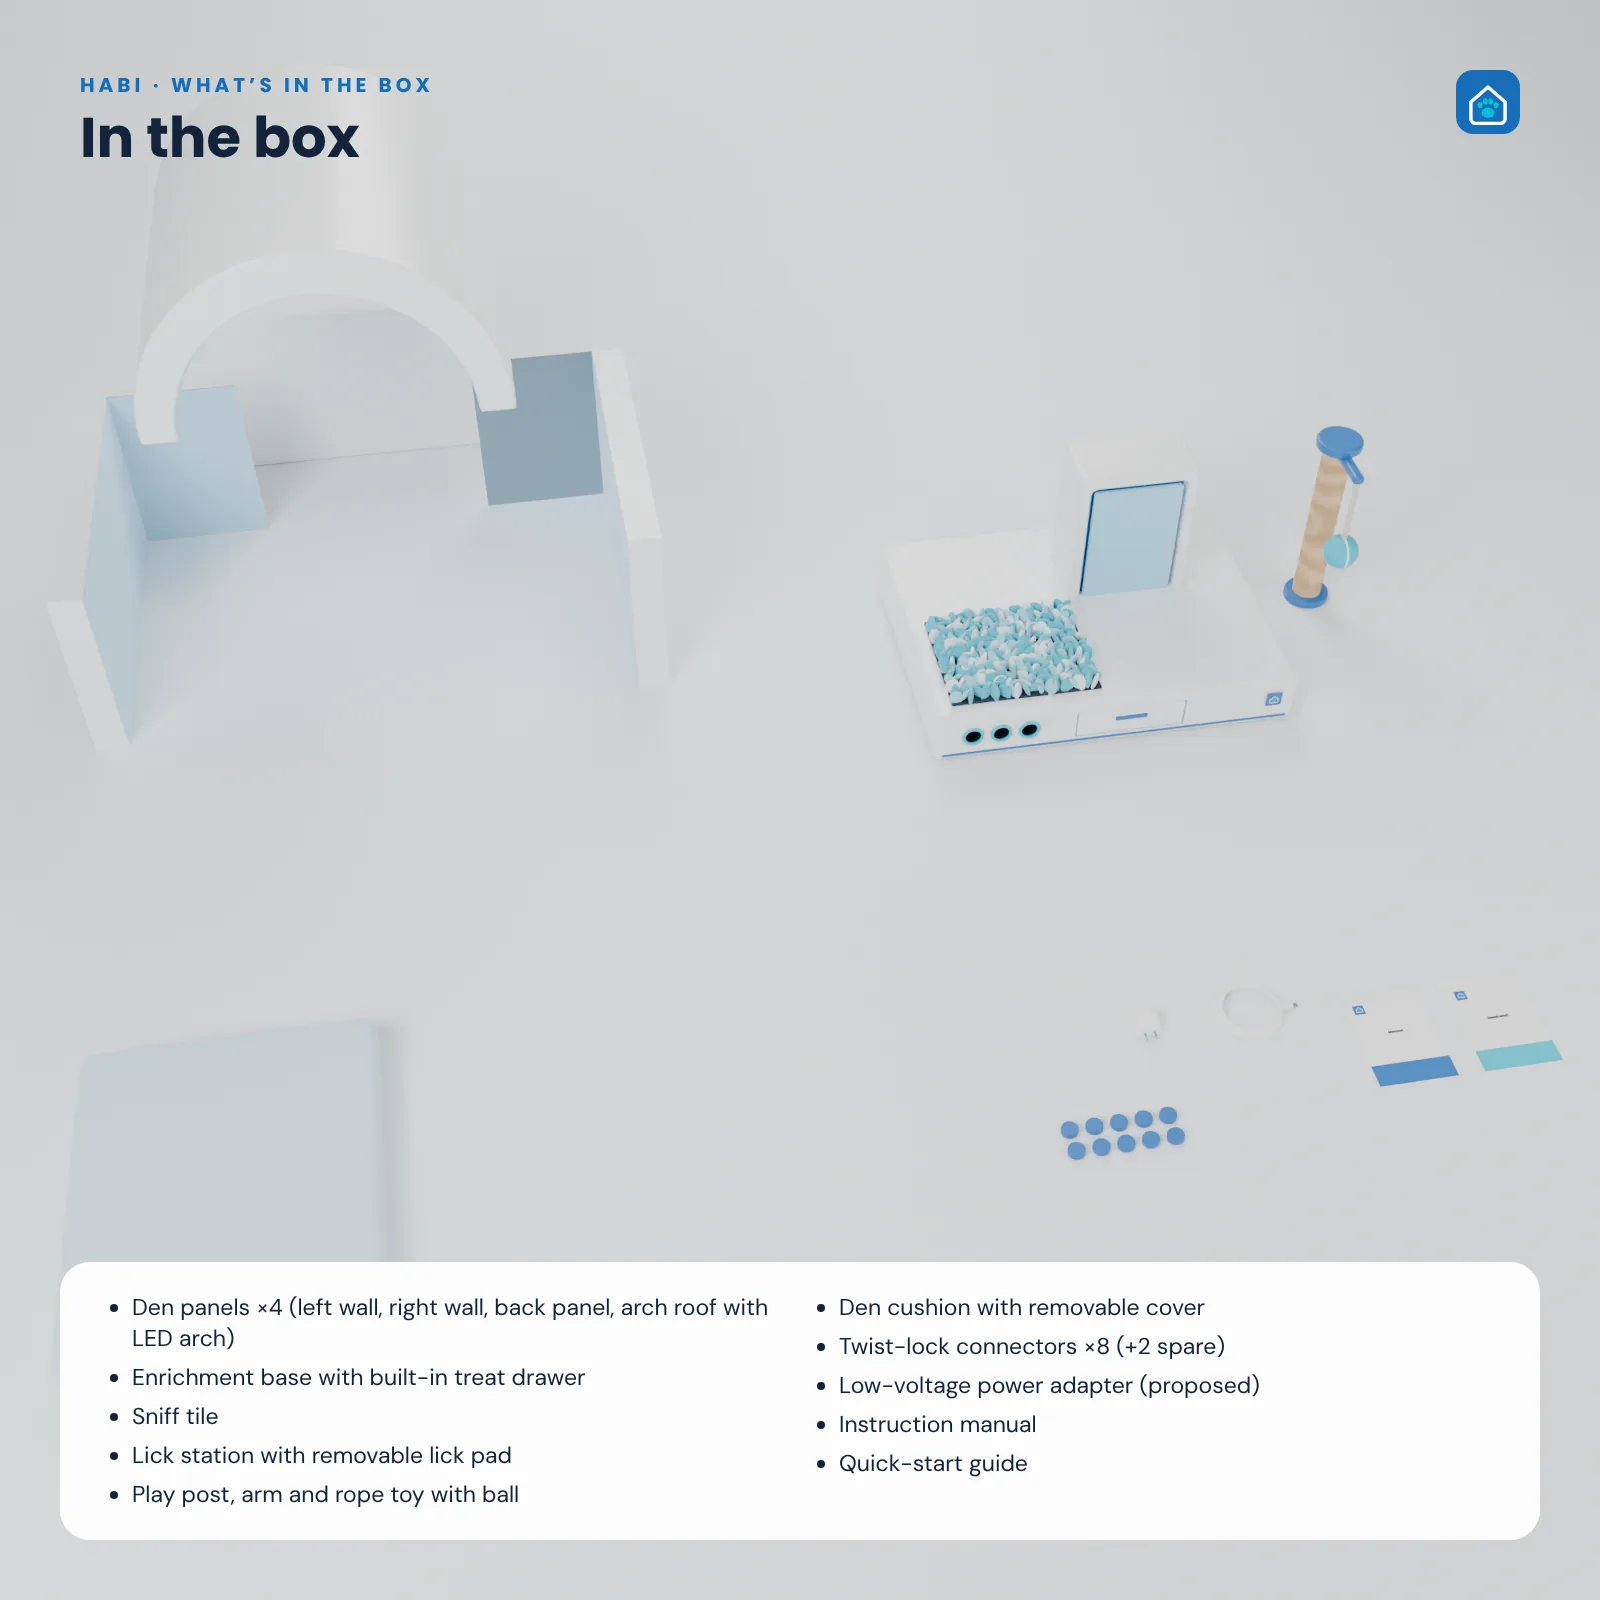 HABI · WHAT’S IN THE BOX
In the box
• Den panels ×4 (left wall, right wall, back panel, arch roof with
LED arch)
• Enrichment base with built-in treat drawer
• Sniff tile
• Lick station with removable lick pad
• Play post, arm and rope toy with ball
• Den cushion with removable cover
• Twist-lock connectors ×8 (+2 spare)
• Low-voltage power adapter (proposed)
• Instruction manual
• Quick-start guide